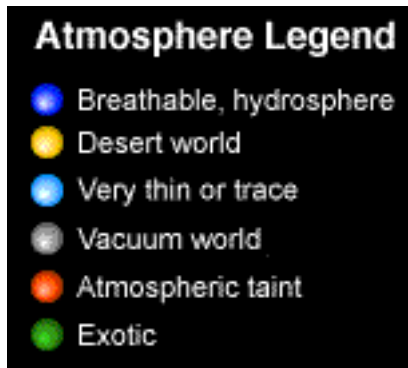 Atmosphere Legend
Breathable, hydrosphere
Desert world
Very thin or trace
Vacuum world
Atmospheric taint
Exotic